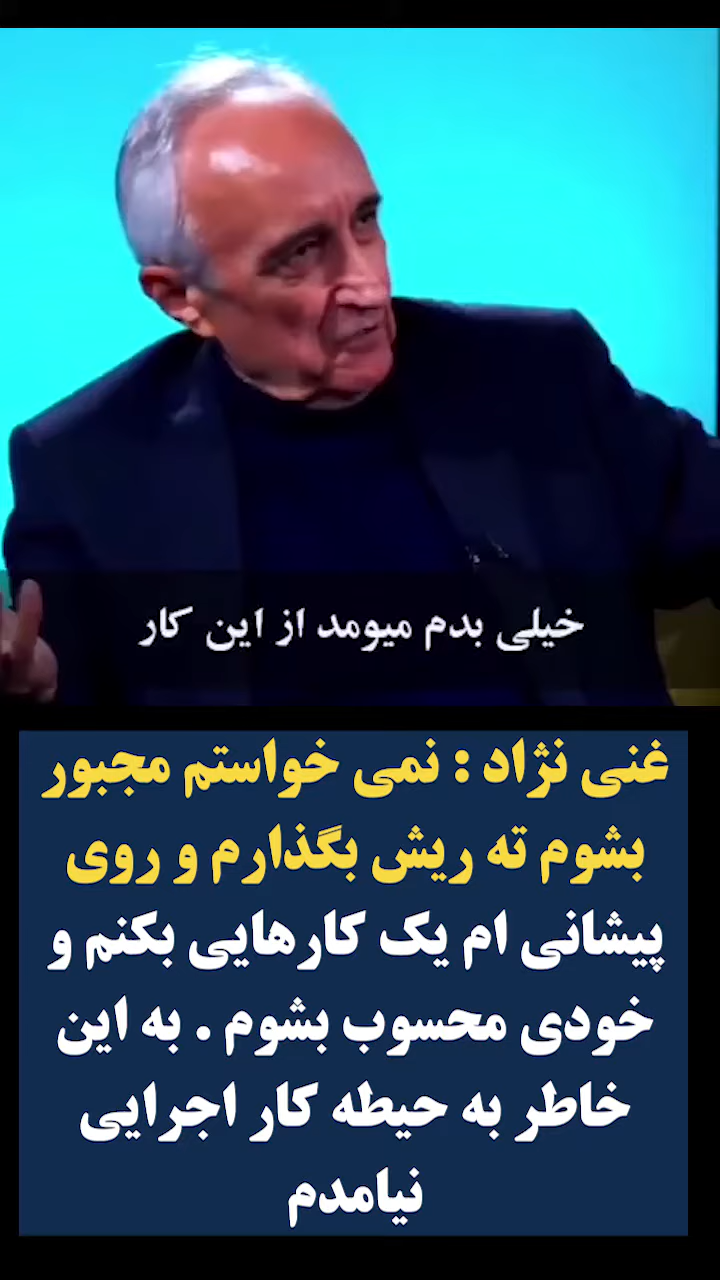 خیلی بدم میومد از این کار
غنی نژاد : نمی خواستم مجبور
بشوم ته ریش بگذارم و روی
پیشانی ام یک کارهایی بکنم و
خودی محسوب بشوم . به این
خاطر به حیطه کار اجرایی
نیامدم